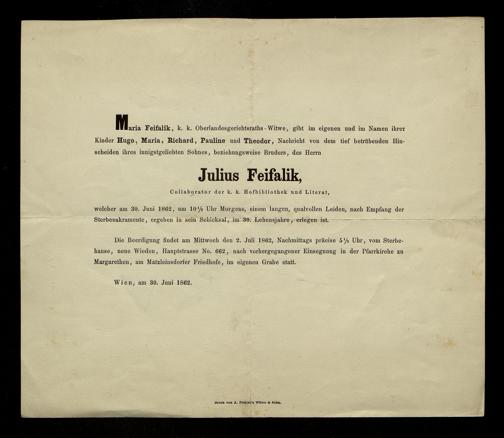 Maria Feifalik, k. k. Oberlandesgerichtsraths-Witwe, gibt im eigenen und im Namen ihrer
Kinder Hugo, Maria, Richard, Pauline und Theodor, Nachricht von dem tief betrübenden Hin-
scheiden ihres innigstgeliebten Sohnes, beziehungsweise Bruders, des Herrn
Julius Feifalik,
Collaborator der k. k. Hofbibliothek und Literat,
welcher am 30. Juni 1862, um 10½ Uhr Morgens, einem langen, qualvollen Leiden, nach Empfang der
Sterbesakramente, ergeben in sein Schicksal, im 30. Lebensjahre, erlegen ist.
Die Beerdigung findet am Mittwoch den 2. Juli 1862, Nachmittags präcise 5½ Uhr, vom Sterbe-
hause, neue Wieden, Hauptstrasse No. 662, nach vorhergegangener Einsegnung in der Pfarrkirche zu
Margarethen, am Matzleinsdorfer Friedhofe, im eigenen Grabe statt.
Wien, am 30. Juni 1862.
Druck von A. Witwe & Sohn.